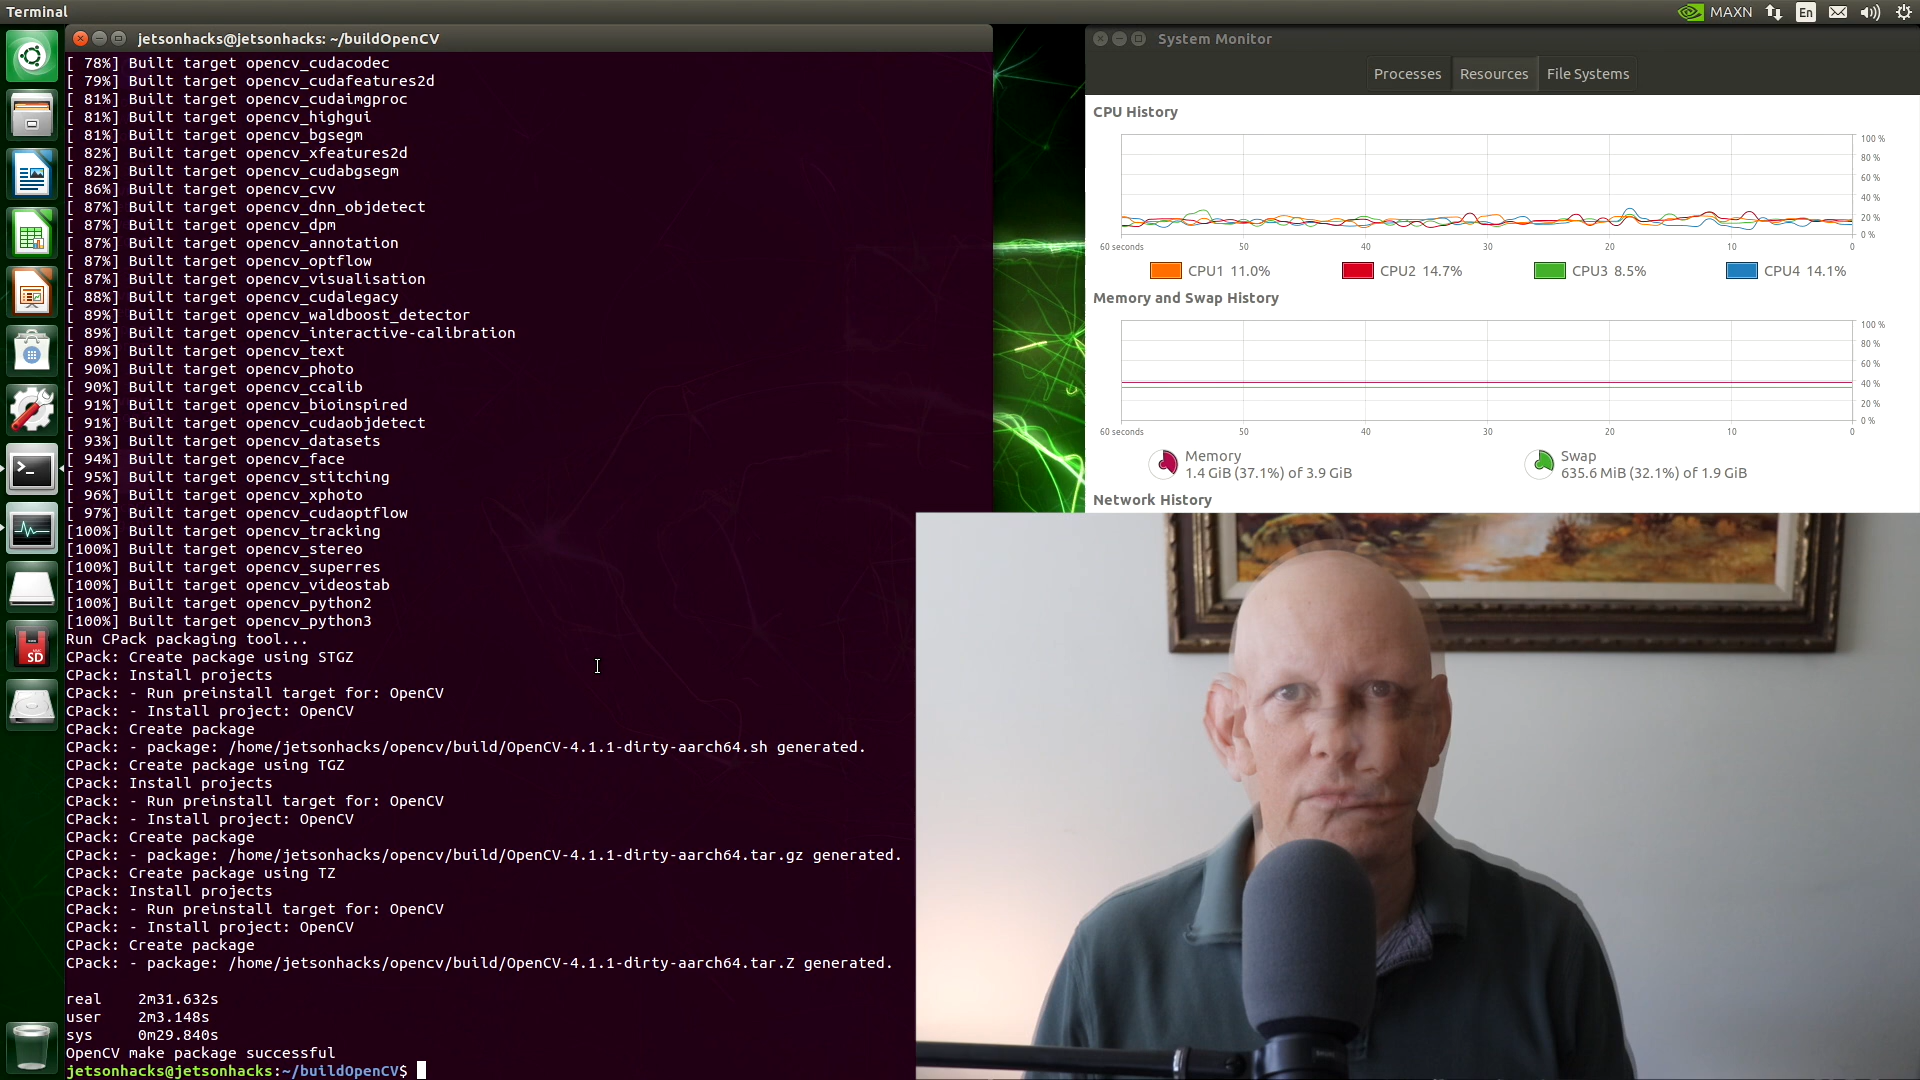 Terminal
MAXN
En
jetsonhacks@jetsonhacks: ~/buildOpenCV
[ 78%] Built target opencv_cudacodec
[ 79%] Built target opencv_cudafeatures2d
[ 81%] Built target opencv_cudaimgproc
[ 81%] Built target opencv_highgui
[ 81%] Built target opencv_bgsegm
[ 82%] Built target opencv_xfeatures2d
[ 82%] Built target opencv_cudabgsegm
[ 86%] Built target opencv_cvv
[ 87%] Built target opencv_dnn_objdetect
[ 87%] Built target opencv_dpm
[ 87%] Built target opencv_annotation
[ 87%] Built target opencv_optflow
[ 87%] Built target opencv_visualisation
[ 88%] Built target opencv_cudalegacy
[ 89%] Built target opencv_waldboost_detector
[ 89%] Built target opencv_interactive-calibration
[ 89%] Built target opencv_text
[ 90%] Built target opencv_photo
[ 90%] Built target opencv_ccalib
[ 91%] Built target opencv_bioinspired
[ 91%] Built target opencv_cudaobjdetect
[ 93%] Built target opencv_datasets
[ 94%] Built target opencv_face
[ 95%] Built target opencv_stitching
[ 96%] Built target opencv_xphoto
[ 97%] Built target opencv_cudaoptflow
[100%] Built target opencv_tracking
[100%] Built target opencv_stereo
[100%] Built target opencv_superres
[100%] Built target opencv_videostab
[100%] Built target opencv_python2
[100%] Built target opencv_python3
Run CPack packaging tool...
CPack: Create package using STGZ
CPack: Install projects
CPack: - Run preinstall target for: OpenCV
CPack: - Install project: OpenCV
CPack: Create package
CPack: - package: /home/jetsonhacks/opencv/build/OpenCV-4.1.1-dirty-aarch64.sh generated.
CPack: Create package using TGZ
CPack: Install projects
CPack: - Run preinstall target for: OpenCV
CPack: - Install project: OpenCV
CPack: Create package
CPack: - package: /home/jetsonhacks/opencv/build/OpenCV-4.1.1-dirty-aarch64.tar.gz generated.
CPack: Create package using TZ
CPack: Install projects
CPack: - Run preinstall target for: OpenCV
CPack: - Install project: OpenCV
CPack: Create package
CPack: - package: /home/jetsonhacks/opencv/build/OpenCV-4.1.1-dirty-aarch64.tar.Z generated.
real 2m31.632s
user 2m3.148s
sys 0m29.840s
OpenCV make package successful
jetsonhacks@jetsonhacks:~/buildOpenCV$
SD
System Monitor
Processes Resources File Systems
CPU History
100 %
80 %
60 %
40 %
20 %
0 %
60 seconds 50 40 30 20 10 0
CPU1 11.0% CPU2 14.7% CPU3 8.5% CPU4 14.1%
Memory and Swap History
100 %
80 %
60 %
40 %
20 %
0 %
60 seconds 50 40 30 20 10 0
Memory
1.4 GiB (37.1%) of 3.9 GiB
Swap
635.6 MiB (32.1%) of 1.9 GiB
Network History